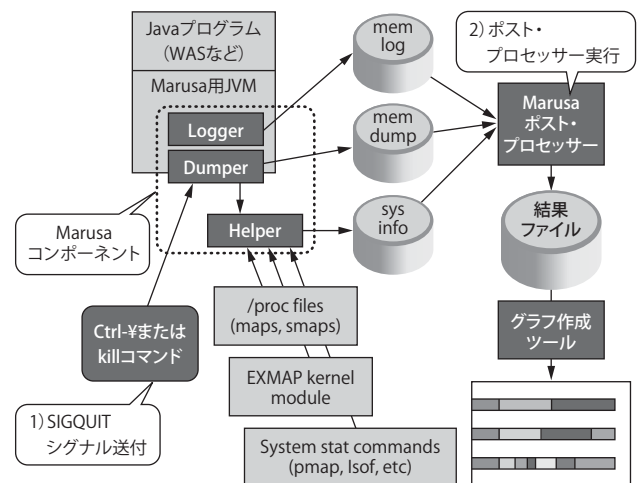 Javaプログラム
(WASなど)
Marusa用JVM
Logger
Dumper
Helper
Marusa
コンポーネント
Ctrl-¥または
killコマンド
1) SIGQUIT
シグナル送付
/proc files
(maps, smaps)
EXMAP kernel
module
System stat commands
(pmap, lsof, etc)
mem
log
mem
dump
sys
info
2) ポスト・
プロセッサー実行
Marusa
ポスト・
プロセッサー
結果
ファイル
グラフ作成
ツール